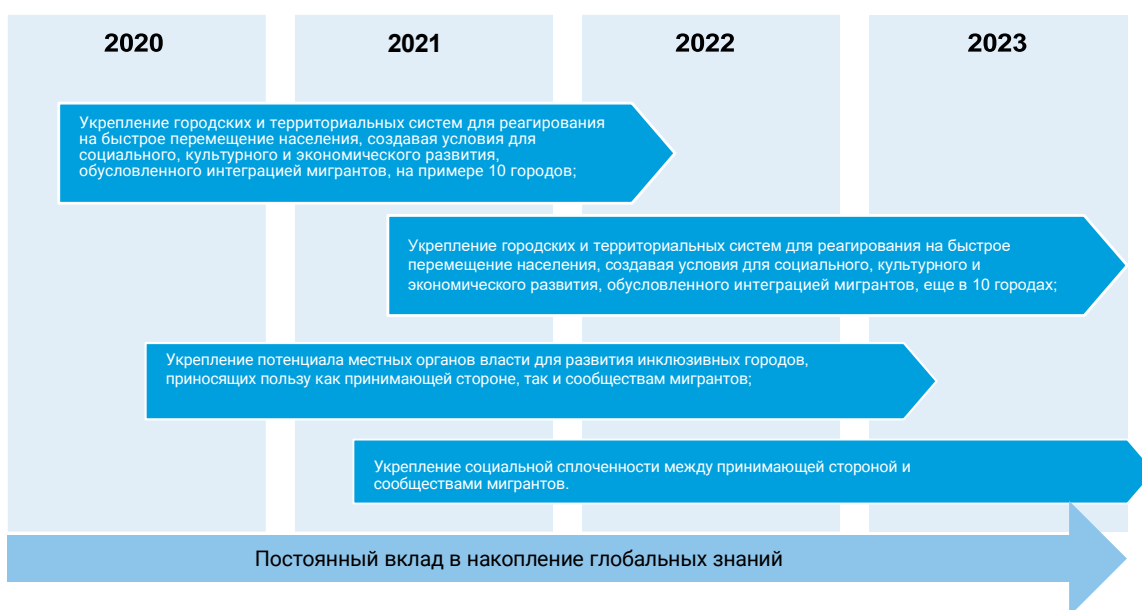 2020
2021
2022
2023
Укрепление городских и территориальных систем для реагирования
на быстрое перемещение населения, создавая условия для
социального, культурного и экономического развития,
обусловленного интеграцией мигрантов, на примере 10 городов;
Укрепление городских и территориальных систем для реагирования на быстрое
перемещение населения, создавая условия для социального, культурного и
экономического развития, обусловленного интеграцией мигрантов, еще в 10 городах;
Укрепление потенциала местных органов власти для развития инклюзивных городов,
приносящих пользу как принимающей стороне, так и сообществам мигрантов;
Укрепление социальной сплоченности между принимающей стороной и
сообществами мигрантов.
Постоянный вклад в накопление глобальных знаний